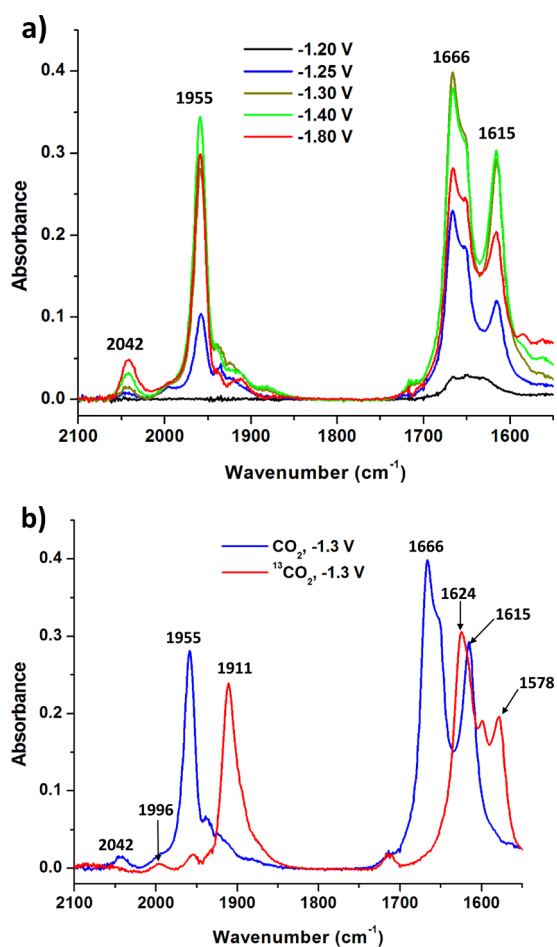 a)
-1.20 V
-1.25 V
-1.30 V
-1.40 V
-1.80 V
1666
1955
1615
2042
0.4
0.3
0.2
0.1
0.0
Absorbance
2100 2000 1900 1800 1700 1600
Wavenumber (cm⁻¹)
b)
CO₂, -1.3 V
¹³CO₂, -1.3 V
1666
1624
1615
1955
1911
1578
1996
2042
0.4
0.3
0.2
0.1
0.0
Absorbance
2100 2000 1900 1800 1700 1600
Wavenumber (cm⁻¹)